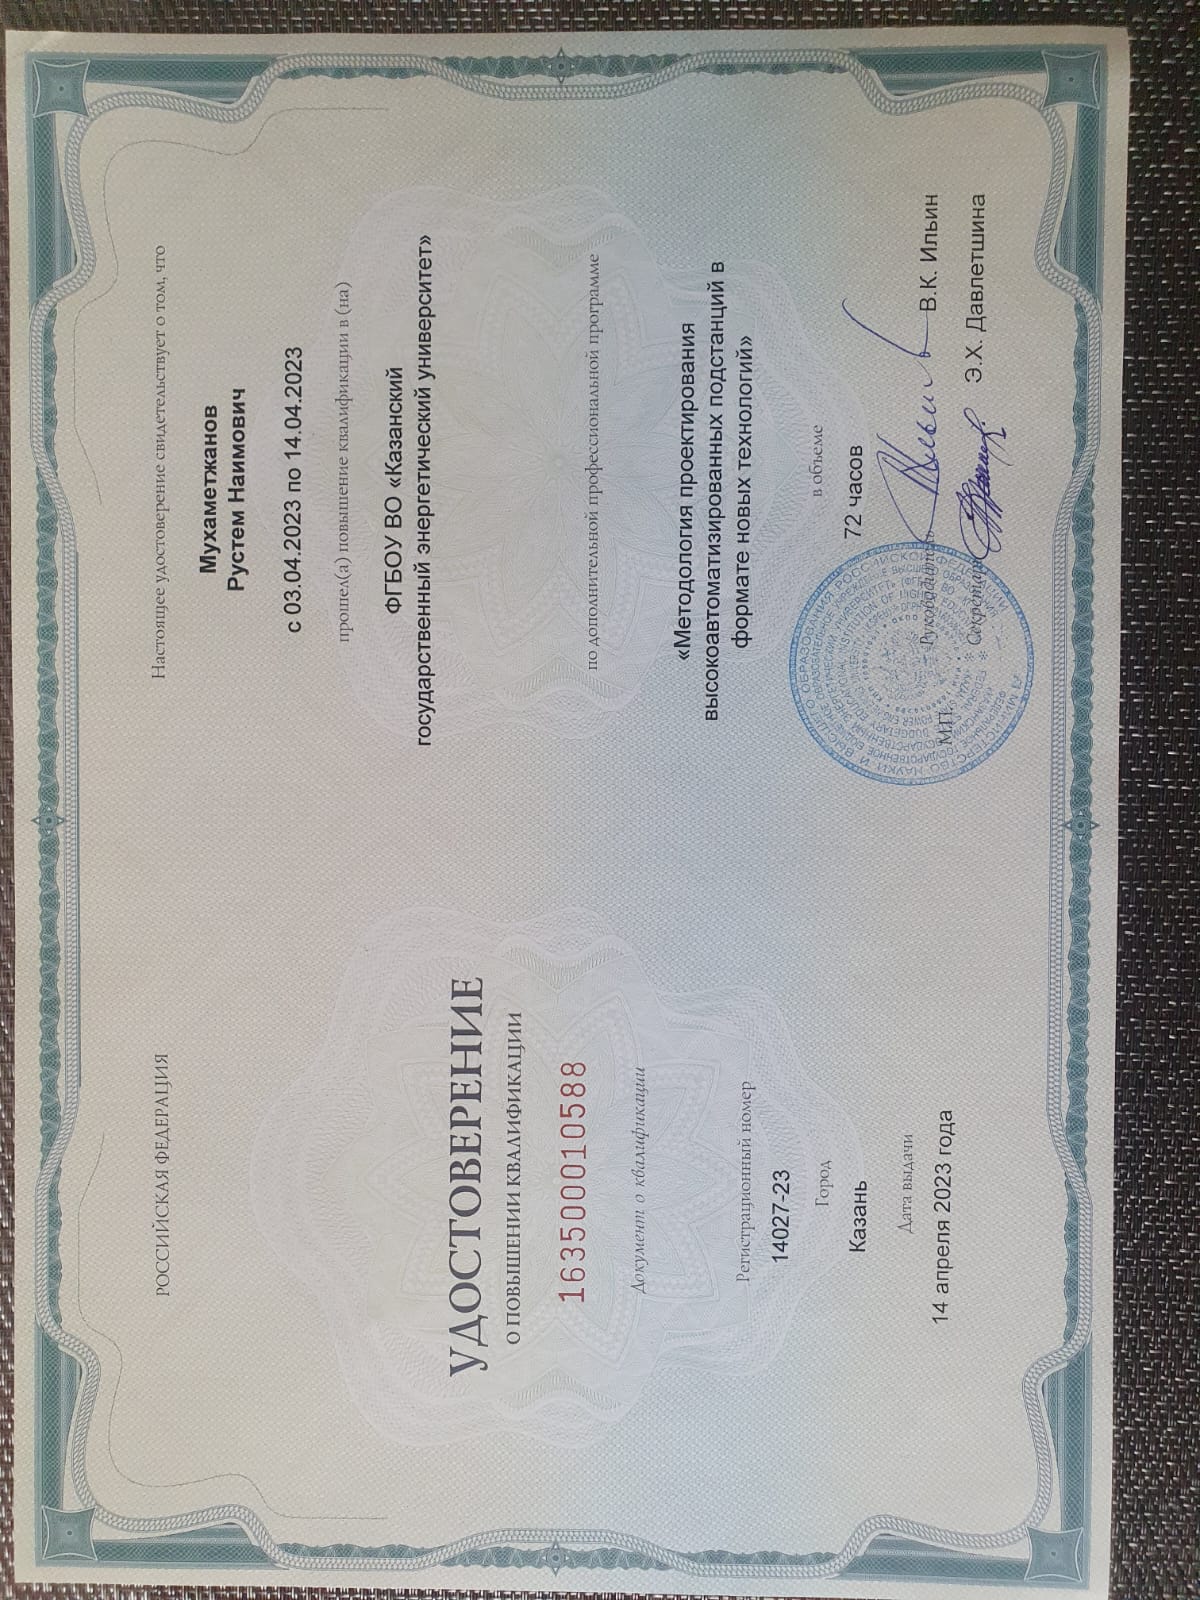 РОССИЙСКАЯ ФЕДЕРАЦИЯ
УДОСТОВЕРЕНИЕ
О ПОВЫШЕНИИ КВАЛИФИКАЦИИ
163500010588
Документ о квалификации
Регистрационный номер
14027-23
Город
Казань
Дата выдачи
14 апреля 2023 года
Настоящее удостоверение свидетельствует о том, что
Мухаметжанов
Рустем Наимович
с 03.04.2023 по 14.04.2023
прошел(а) повышение квалификации в (на)
ФГБОУ ВО «Казанский
государственный энергетический университет»
по дополнительной профессиональной программе
«Методология проектирования
высокоавтоматизированных подстанций в
формате новых технологий»
в объеме
72 часов
Руководитель В.К. Ильин
М.П. Секретарь Э.Х. Давлетшина